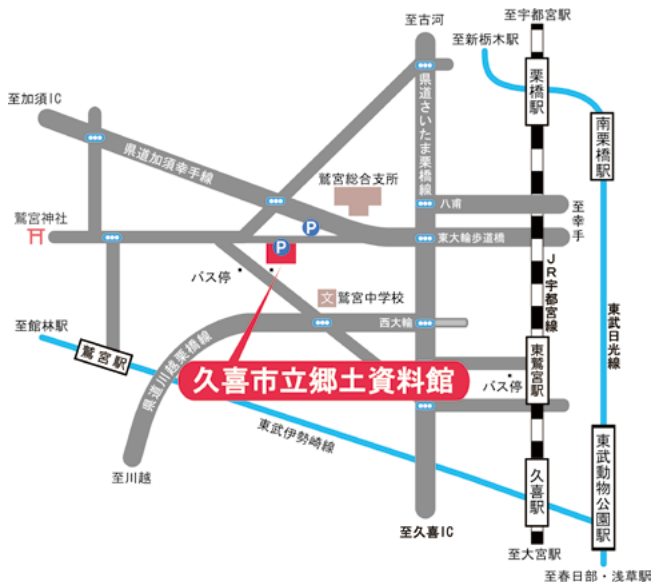 至宇都宮駅
至古河
至新栃木駅
栗橋駅
至加須IC
県道さいたま栗橋線
南栗橋駅
県道加須幸手線
鷲宮総合支所
八甫
至幸手
鷲宮神社
P
P
東大輪歩道橋
JR宇都宮線
バス停
文
鷲宮中学校
東武日光線
至館林駅
西大輪
鷲宮駅
県道川越栗橋線
東鷲宮駅
久喜市立郷土資料館
バス停
東武伊勢崎線
東武動物公園駅
至川越
久喜駅
至久喜IC
至大宮駅
至春日部・浅草駅